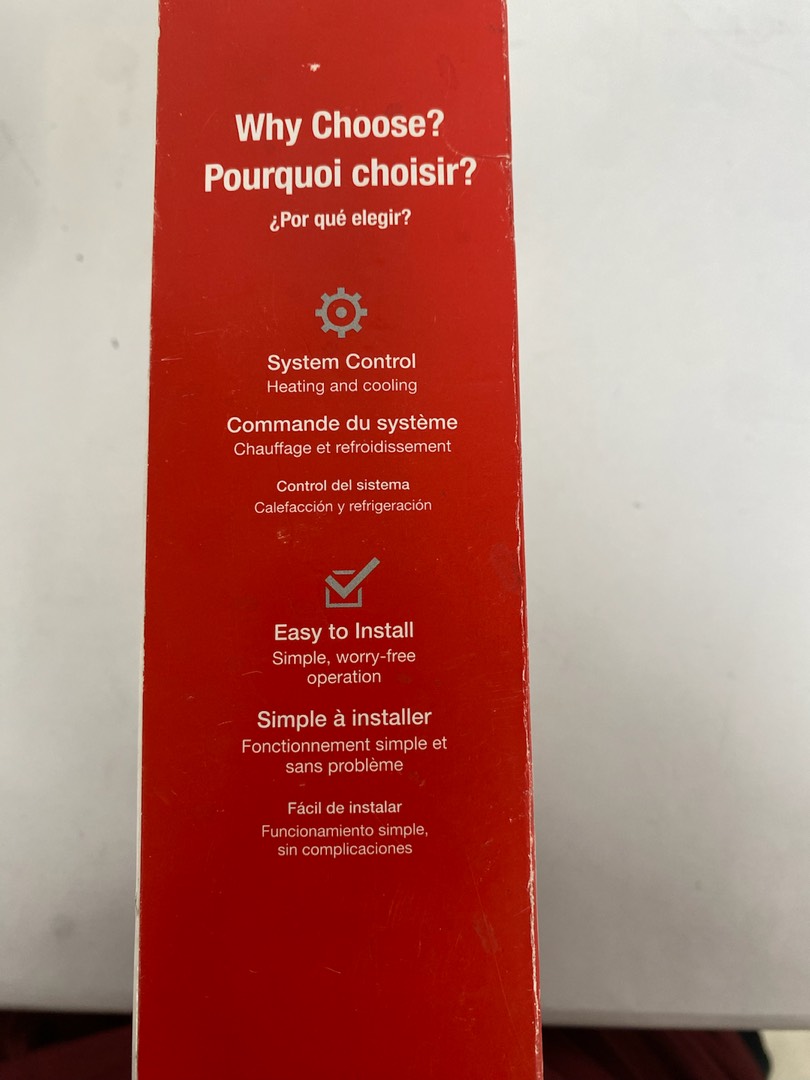 Why Choose?
Pourquoi choisir?
¿Por qué elegir?
System Control
Heating and cooling
Commande du système
Chauffage et refroidissement
Control del sistema
Calefacción y refrigeración
Easy to Install
Simple, worry-free
operation
Simple à installer
Fonctionnement simple et
sans problème
Fácil de instalar
Funcionamiento simple,
sin complicaciones